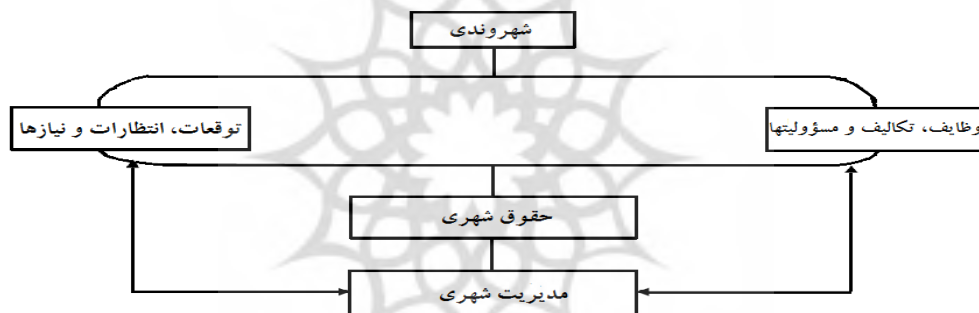 شهروندی
وظایف، تکالیف و مسؤولیتها
توقعات، انتظارات و نیازها
حقوق شهری
مدیریت شهری